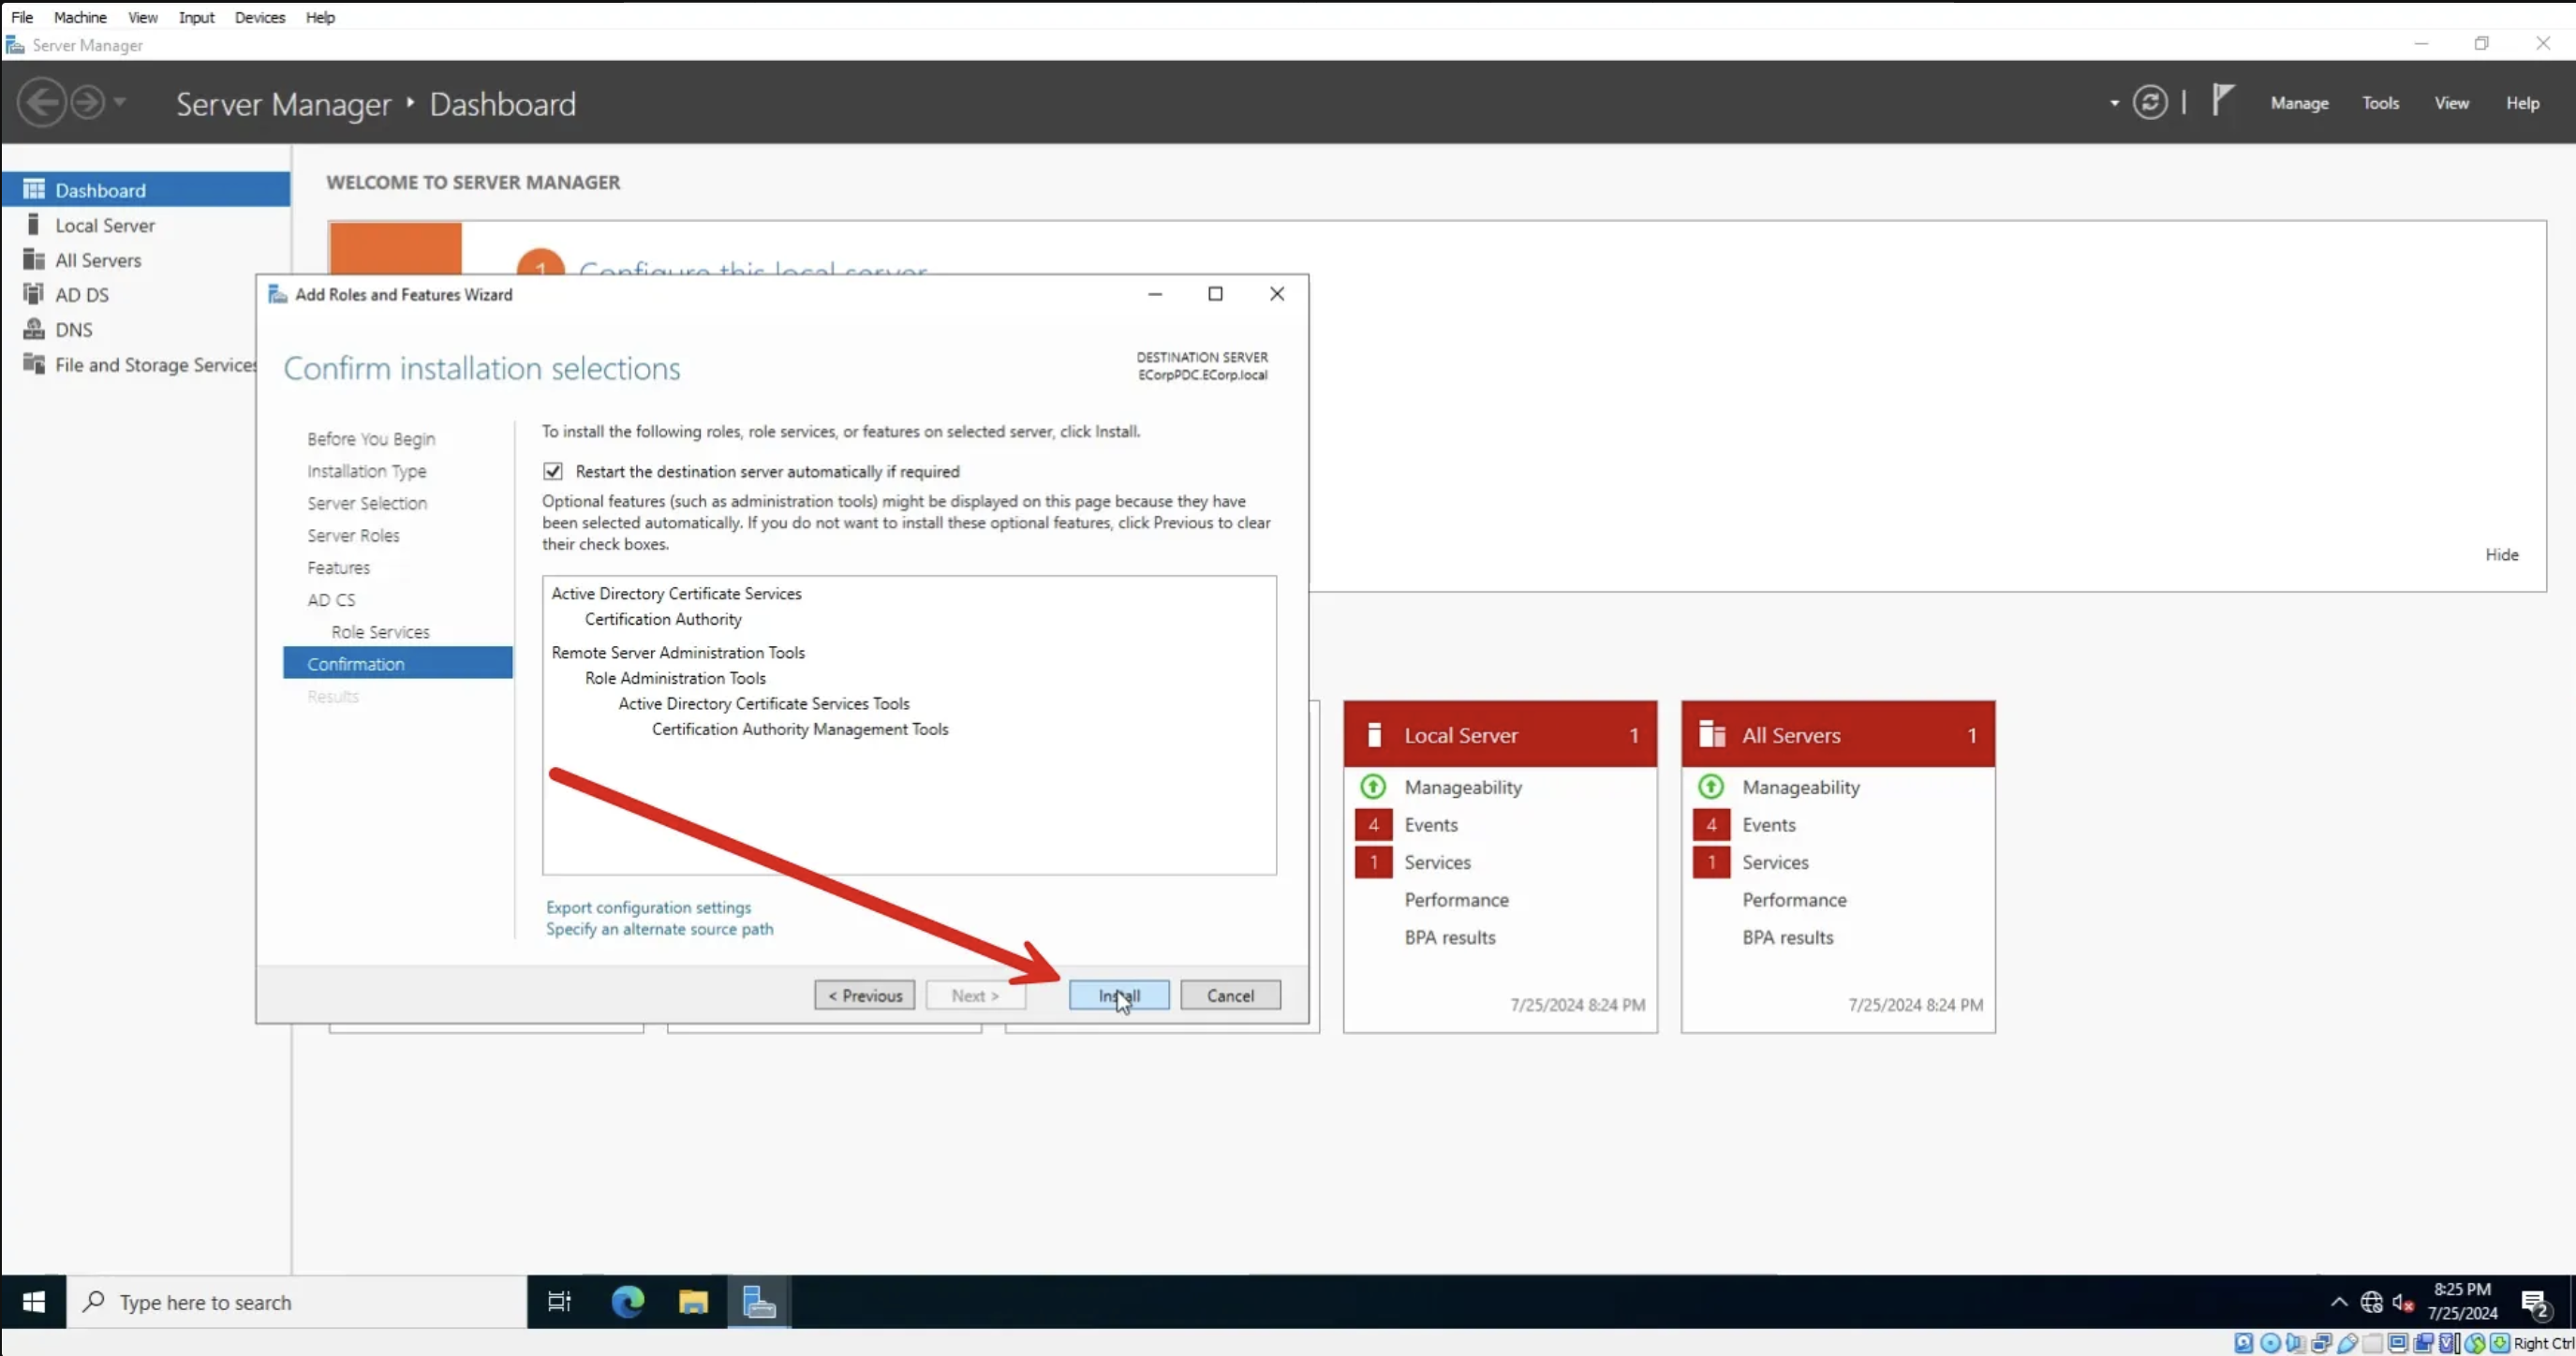 File Machine View Input Devices Help
Server Manager
Server Manager Dashboard
Manage Tools View Help
Dashboard
Local Server
All Servers
AD DS
DNS
File and Storage Services
WELCOME TO SERVER MANAGER
1 Configure this local server
Hide
Add Roles and Features Wizard
Confirm installation selections
DESTINATION SERVER
ECorpPDC.ECorp.local
Before You Begin
Installation Type
Server Selection
Server Roles
Features
AD CS
Role Services
Confirmation
Results
To install the following roles, role services, or features on selected server, click Install.
Restart the destination server automatically if required
Optional features (such as administration tools) might be displayed on this page because they have
been selected automatically. If you do not want to install these optional features, click Previous to clear
their check boxes.
Active Directory Certificate Services
Certification Authority
Remote Server Administration Tools
Role Administration Tools
Active Directory Certificate Services Tools
Certification Authority Management Tools
Export configuration settings
Specify an alternate source path
< Previous Next > Install Cancel
Local Server 1
Manageability
4 Events
1 Services
Performance
BPA results
7/25/2024 8:24 PM
All Servers 1
Manageability
4 Events
1 Services
Performance
BPA results
7/25/2024 8:24 PM
Type here to search
8:25 PM
7/25/2024
2
Right Ctrl